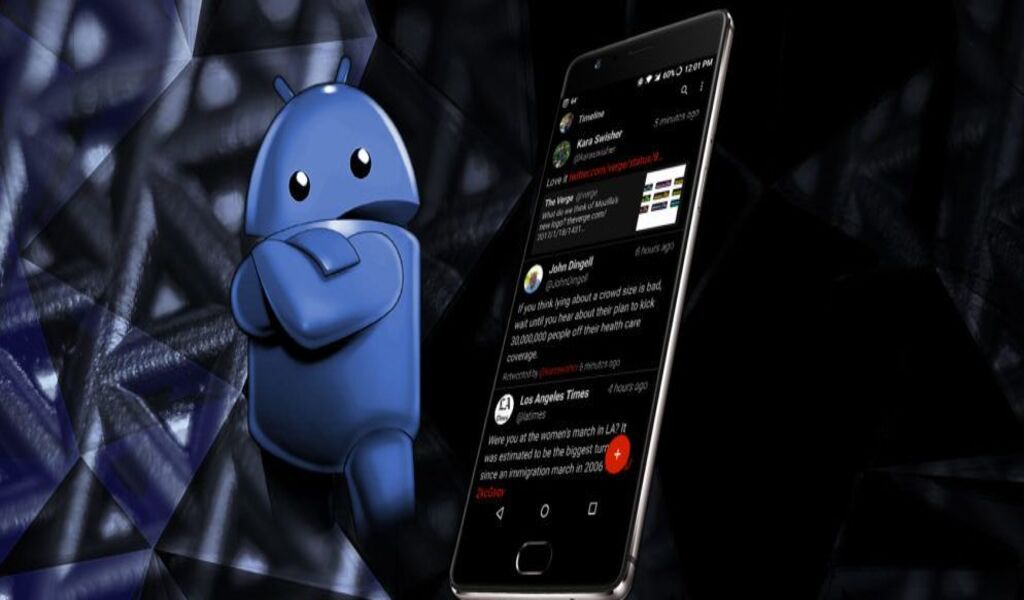 60% 12:01 PM
Timeline
Kara Swisher
@karaswisher
5 minutes ago
Love it twitter.com/verge/status/8...
The Verge @verge
What do we think of Mozilla's
new logo? theverge.com/
2017/1/18/1431...
6 hours ago
John Dingell
@JohnDingell
If you think lying about a crowd size is bad,
wait until you hear about their plan to kick
30,000,000 people off their health care
coverage.
Retweeted by @karaswisher 6 minutes ago
4 hours ago
LA
Los Angeles Times
@latimes
Were you at the women's march in LA? It
was estimated to be the biggest
since an immigration march in 2006